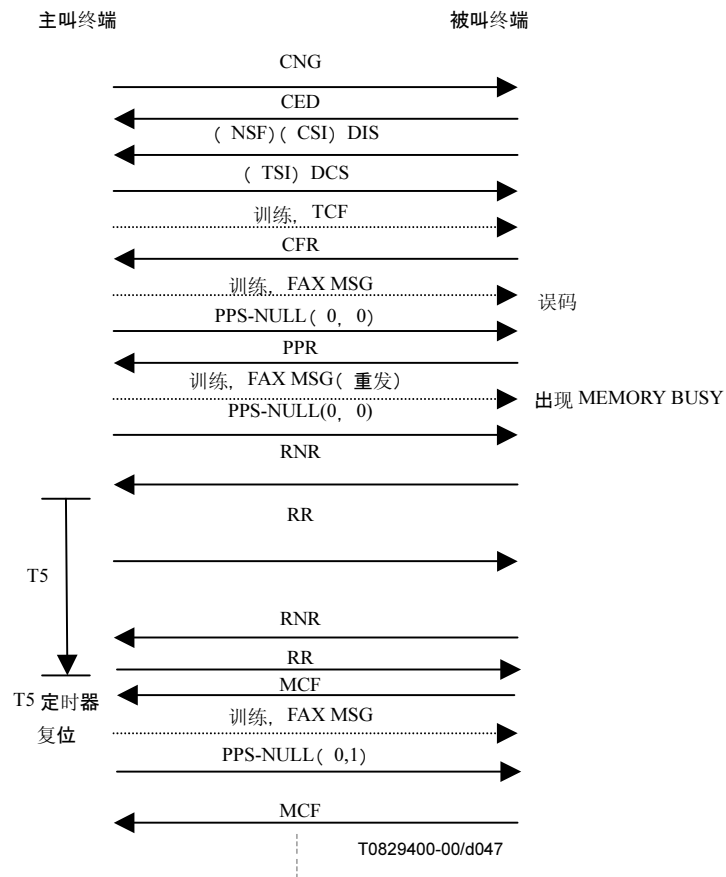 主叫终端 被叫终端
CNG
CED
( NSF)( CSI) DIS
( TSI) DCS
训练, TCF
CFR
训练, FAX MSG
误码
PPS-NULL( 0, 0)
PPR
训练, FAX MSG( 重发)
出现 MEMORY BUSY
PPS-NULL(0, 0)
RNR
RR
T5
RNR
RR
MCF
T5 定时器
复位
训练, FAX MSG
PPS-NULL( 0,1)
MCF
T0829400-00/d047